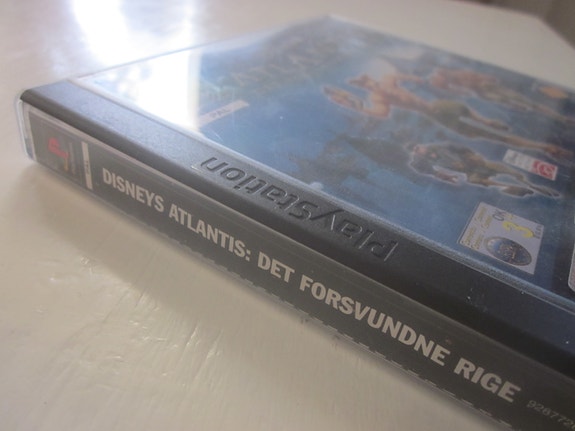 PlayStation
DISNEYS ATLANTIS: DET FORSVUNDNE RIGE